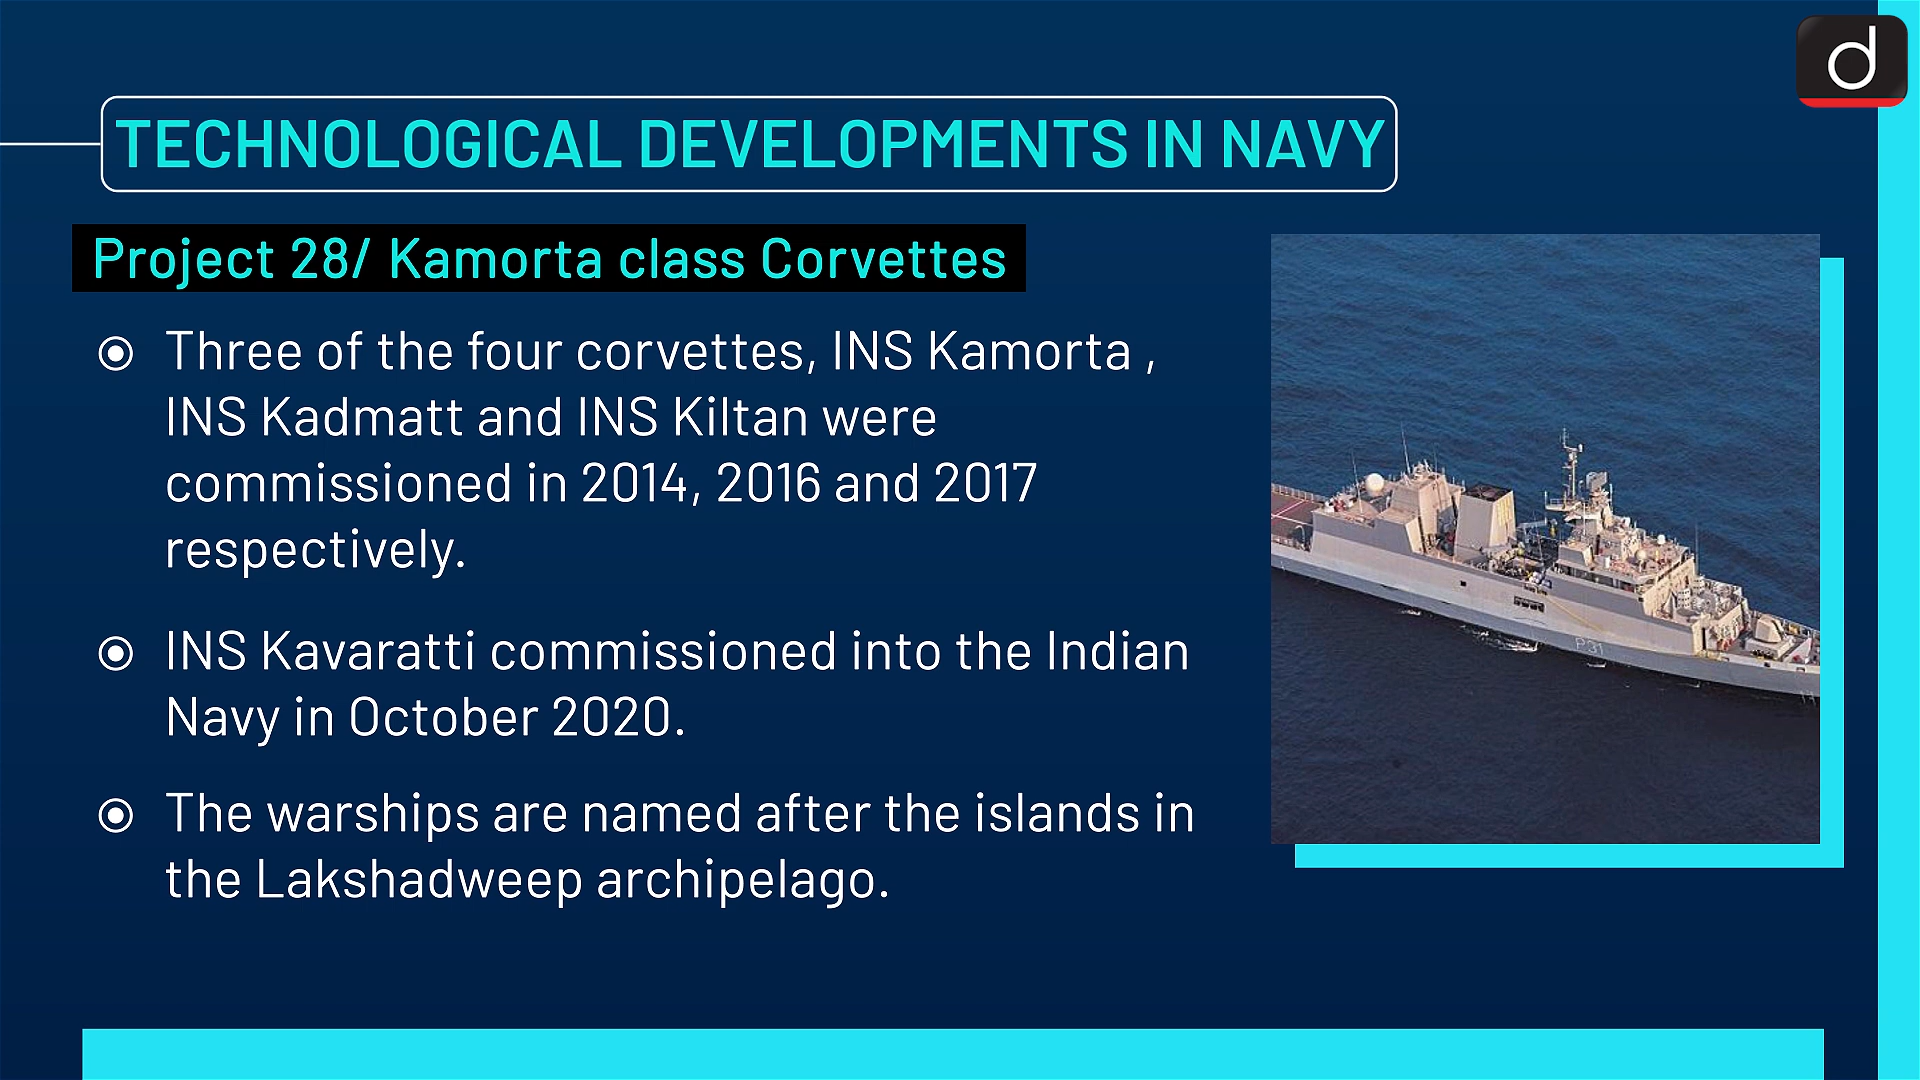 d
TECHNOLOGICAL DEVELOPMENTS IN NAVY
Project 28/ Kamorta class Corvettes
Three of the four corvettes, INS Kamorta ,
INS Kadmatt and INS Kiltan were
commissioned in 2014, 2016 and 2017
respectively.
INS Kavaratti commissioned into the Indian
Navy in October 2020.
The warships are named after the islands in
the Lakshadweep archipelago.
P31